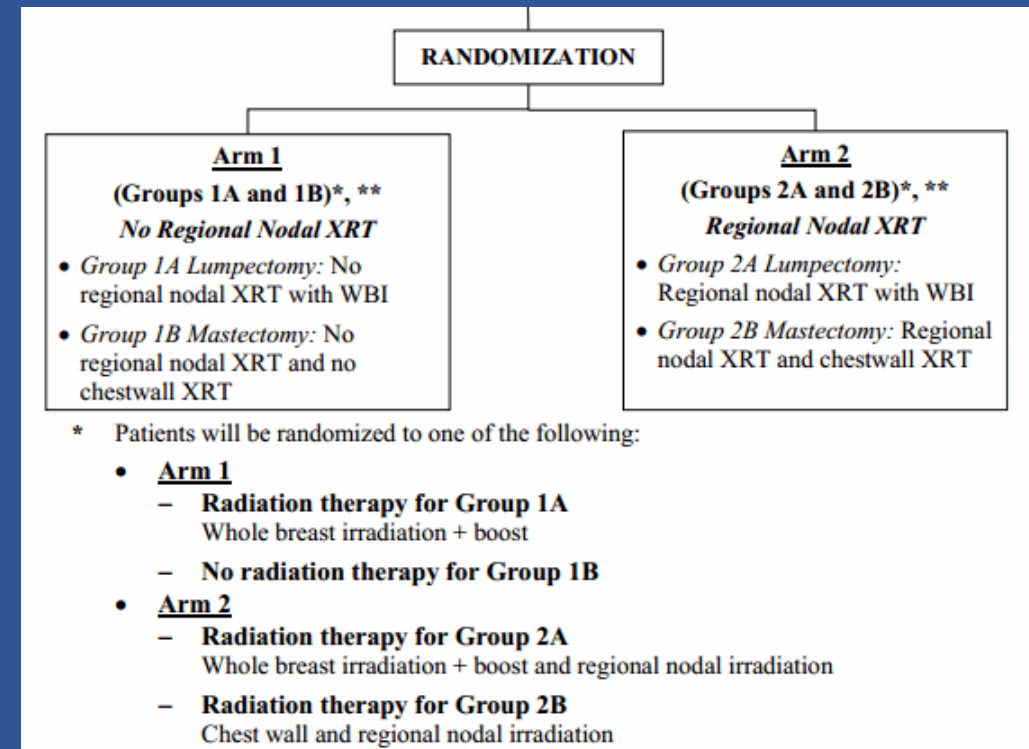 RANDOMIZATION
Arm 1
(Groups 1A and 1B)*, **
No Regional Nodal XRT
• Group 1A Lumpectomy: No
regional nodal XRT with WBI
• Group 1B Mastectomy: No
regional nodal XRT and no
chestwall XRT
Arm 2
(Groups 2A and 2B)*, **
Regional Nodal XRT
• Group 2A Lumpectomy:
Regional nodal XRT with WBI
• Group 2B Mastectomy: Regional
nodal XRT and chestwall XRT
* Patients will be randomized to one of the following:
• Arm 1
– Radiation therapy for Group 1A
Whole breast irradiation + boost
– No radiation therapy for Group 1B
• Arm 2
– Radiation therapy for Group 2A
Whole breast irradiation + boost and regional nodal irradiation
– Radiation therapy for Group 2B
Chest wall and regional nodal irradiation